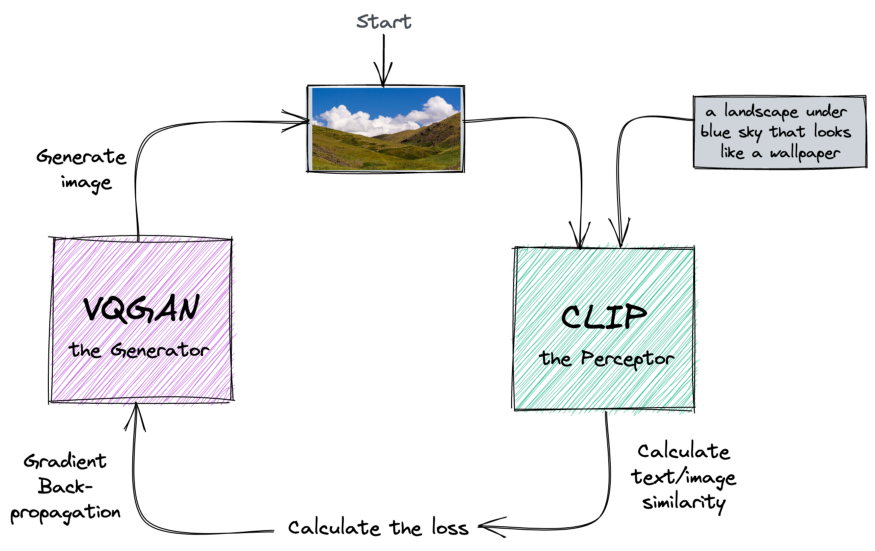 Start
a landscape under
blue sky that looks
like a wallpaper
Generate
image
VQGAN
the Generator
CLIP
the Perceptor
Gradient
Back-
propagation
Calculate the loss
Calculate
text/image
similarity